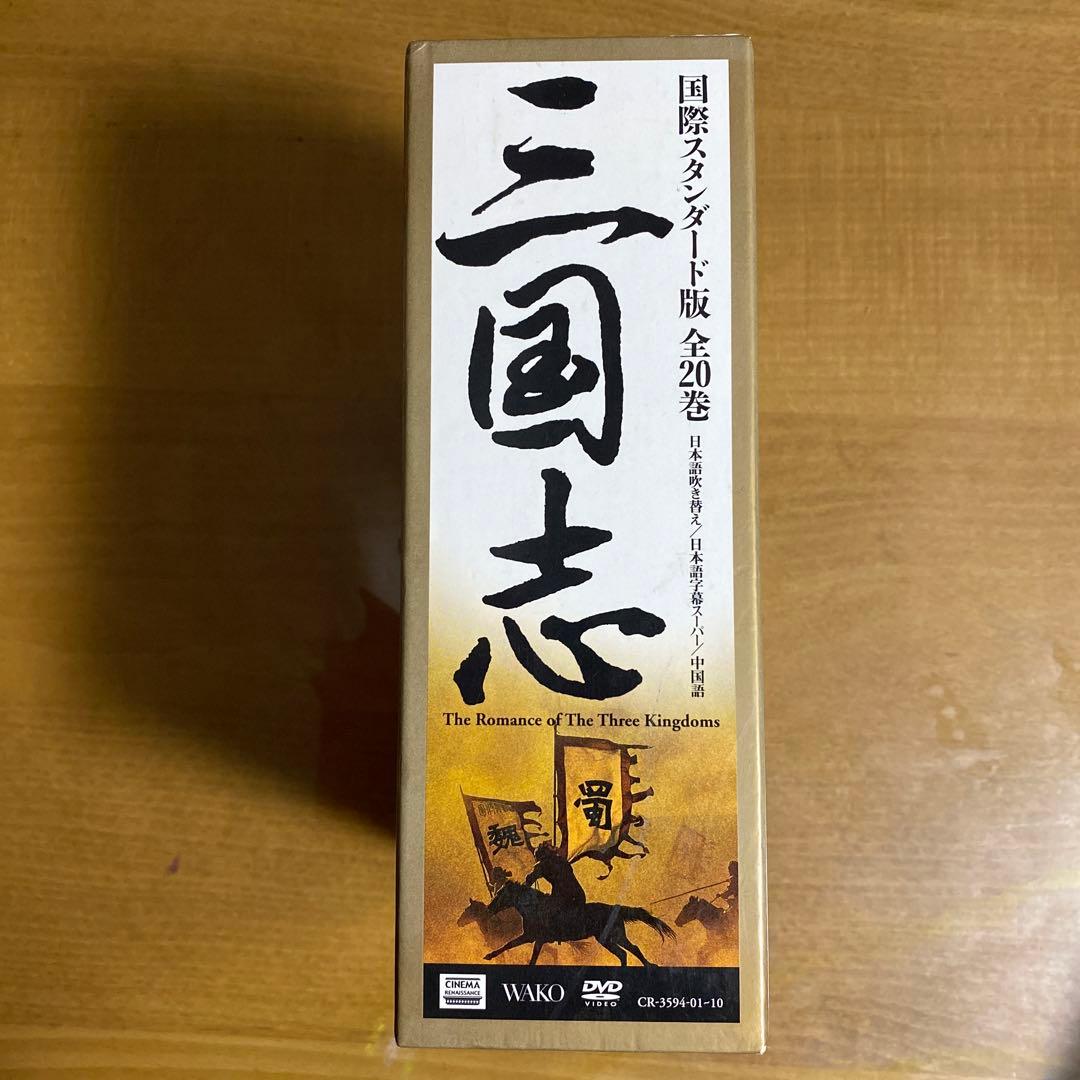 国際スタンダード版 全20巻
日本語吹き替え/日本語字幕スーパー/中国語
三国志
The Romance of The Three Kingdoms
蜀
魏
CINEMA
RENAISSANCE
WAKO
DVD
VIDEO
CR-3594-01~10